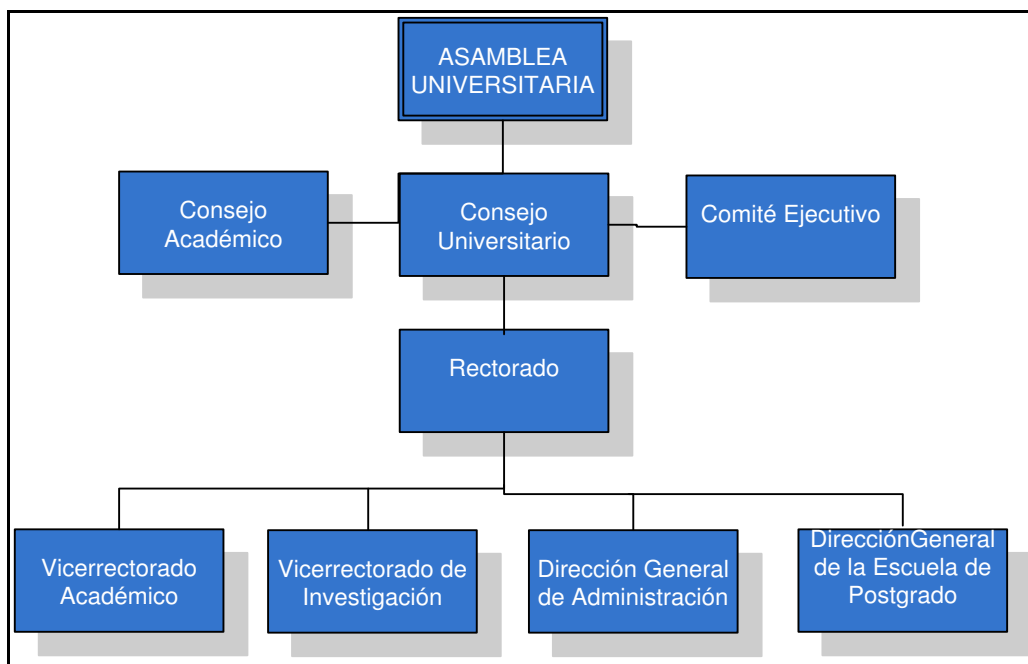 ASAMBLEA
UNIVERSITARIA
Consejo
Académico
Consejo
Universitario
Comité Ejecutivo
Rectorado
Vicerrectorado
Académico
Vicerrectorado de
Investigación
Dirección General
de Administración
DirecciónGeneral
de la Escuela de
Postgrado